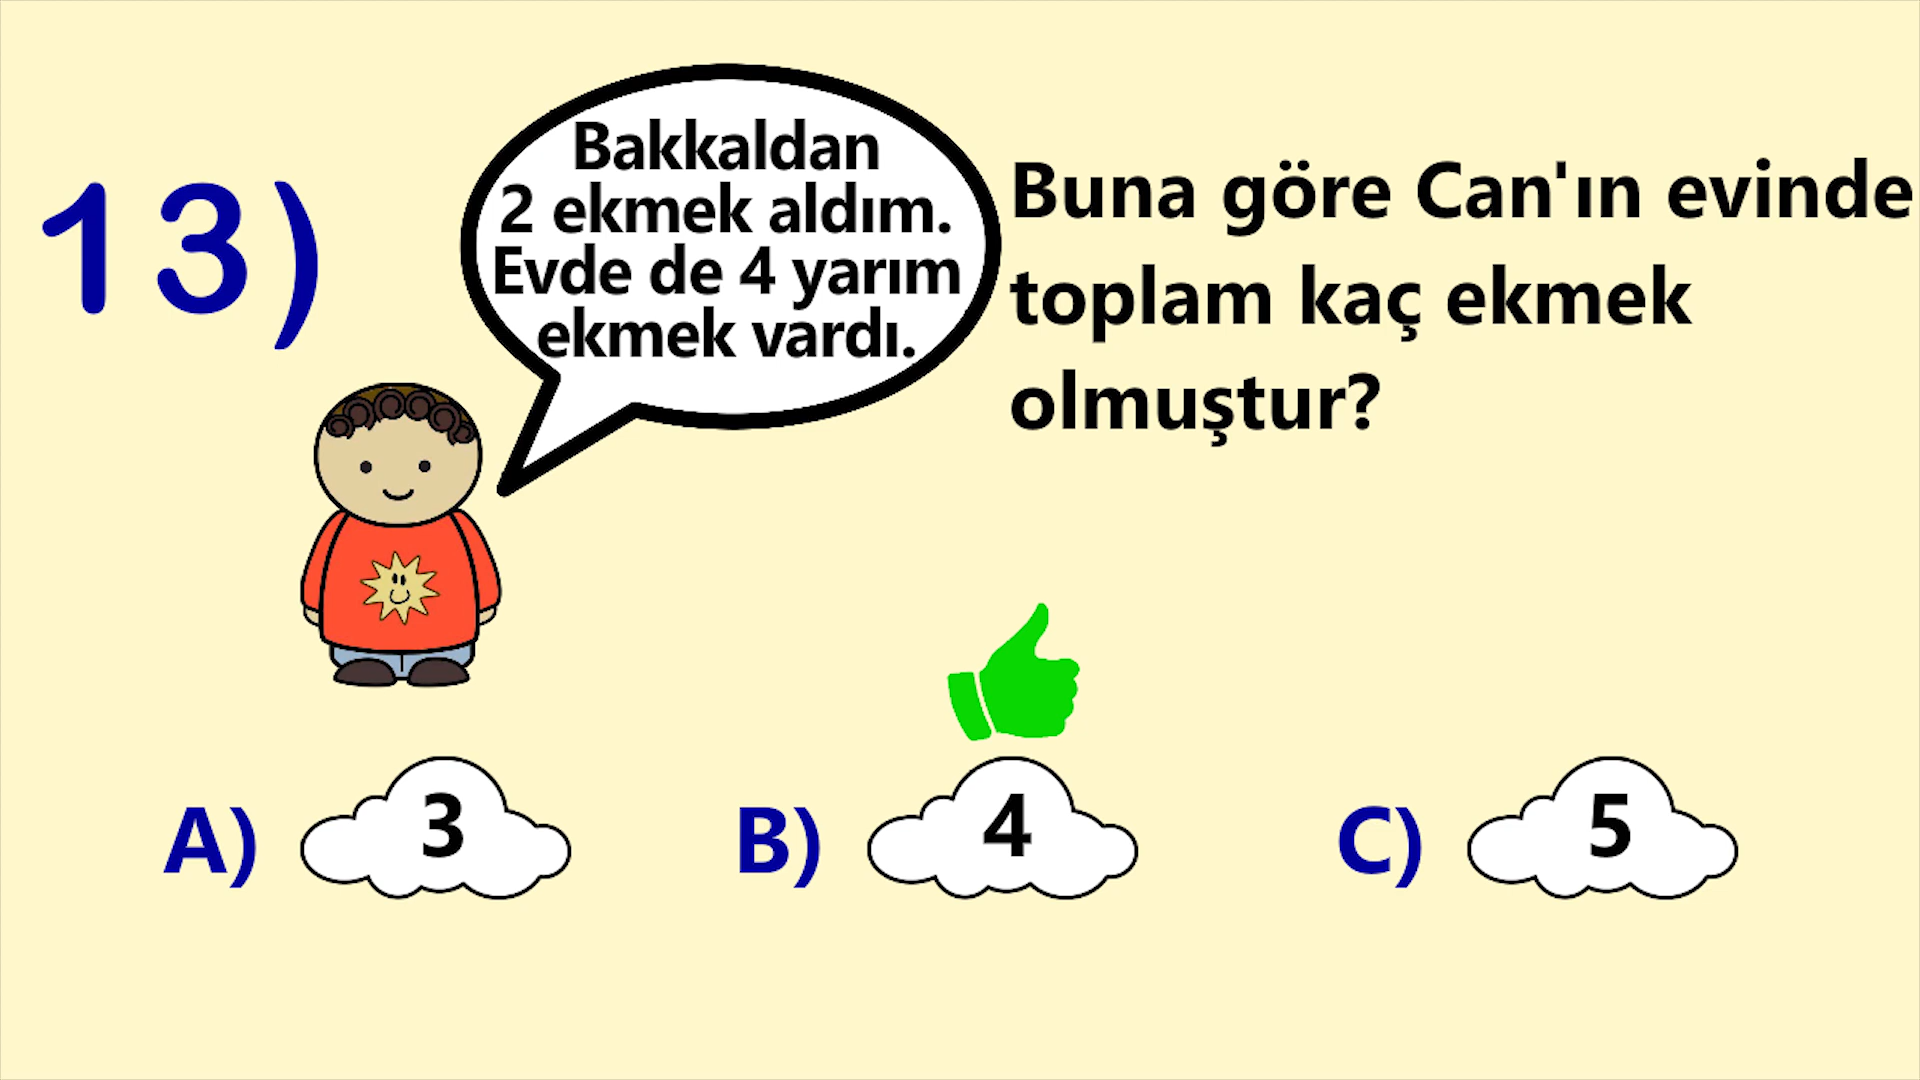 13)
Bakkaldan
2 ekmek aldım.
Evde de 4 yarım
ekmek vardı.
Buna göre Can'ın evinde
toplam kaç ekmek
olmuştur?
A) 3
B) 4
C) 5